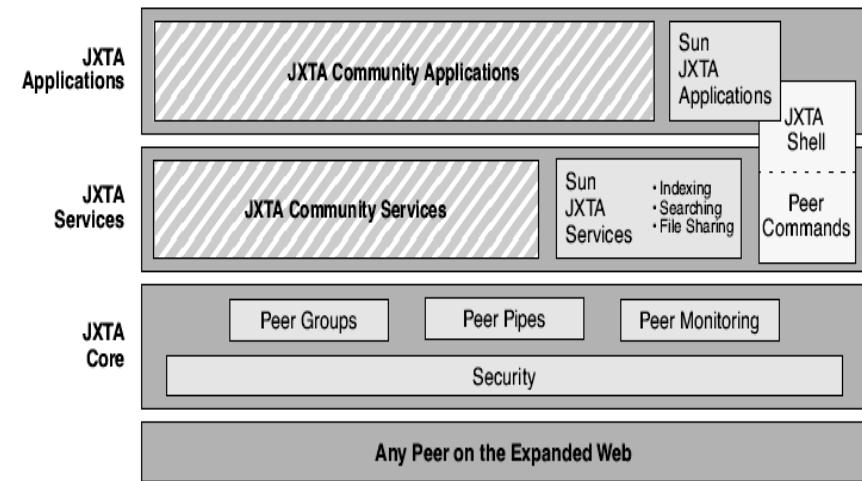 JXTA
Applications
JXTA Community Applications
Sun
JXTA
Applications
JXTA
Shell
Peer
Commands
JXTA
Services
JXTA Community Services
Sun
JXTA
Services
• Indexing
• Searching
• File Sharing
JXTA
Core
Peer Groups
Peer Pipes
Peer Monitoring
Security
Any Peer on the Expanded Web